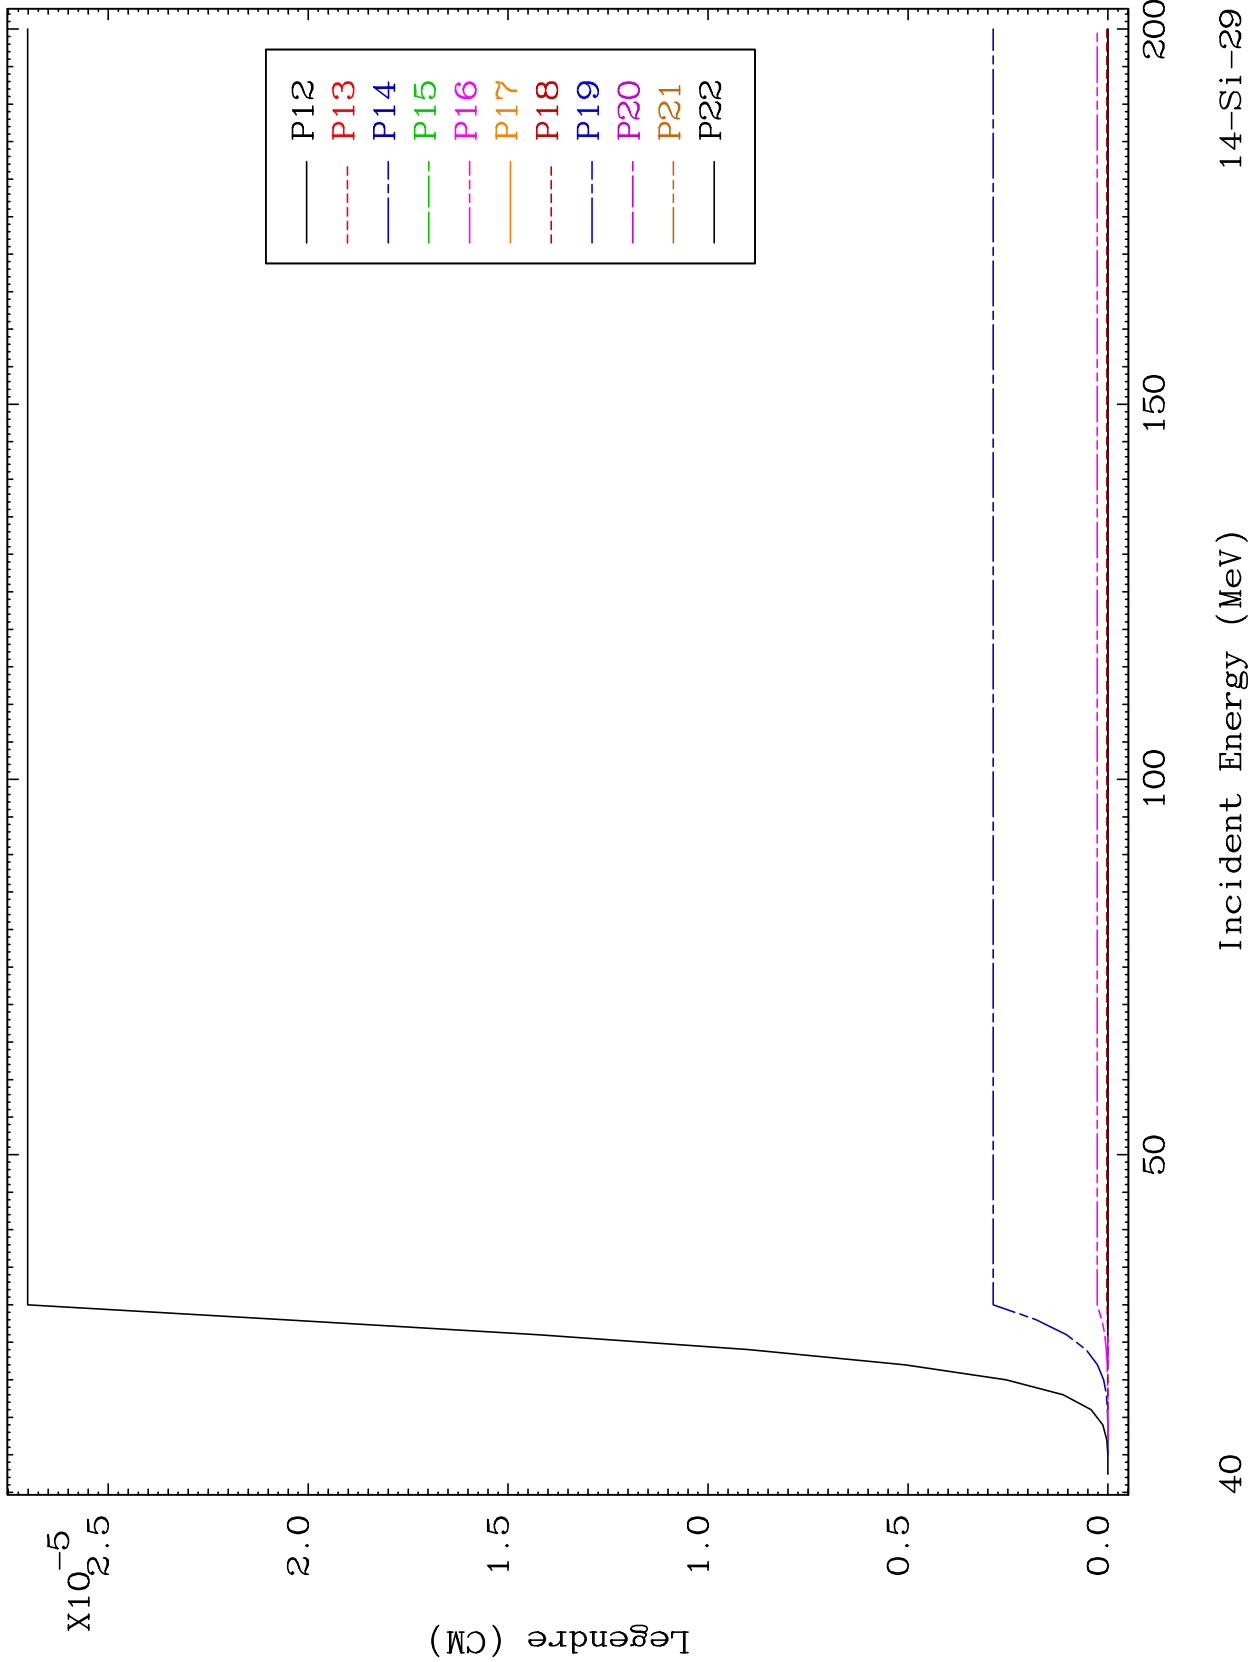 X10-5
2.5
2.0
1.5
1.0
0.5
0.0
Legendre (CM)
P12
P13
P14
P15
P16
P17
P18
P19
P20
P21
P22
50
100
150
200
Incident Energy (MeV)
40
14-Si-29